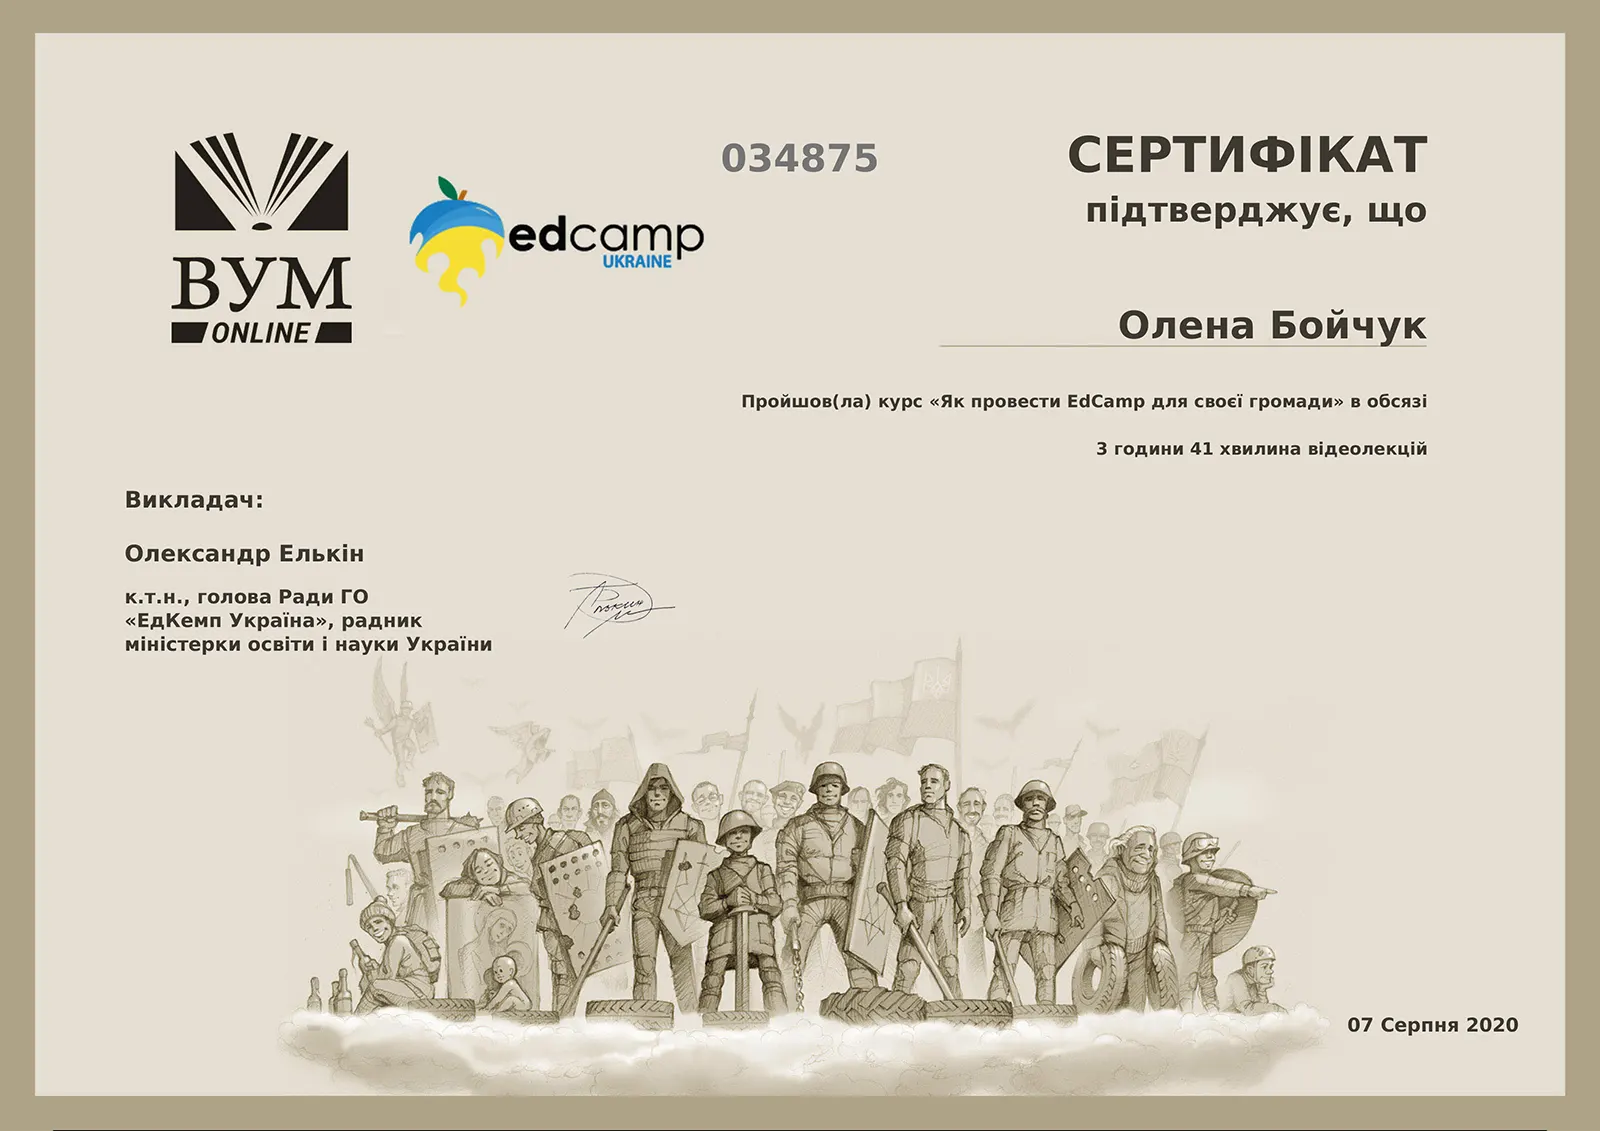 ВУМ
ONLINE
edcamp
UKRAINE
034875
СЕРТИФІКАТ
підтверджує, що
Олена Бойчук
Пройшов(ла) курс «Як провести EdCamp для своєї громади» в обсязі
3 години 41 хвилина відеолекцій
Викладач:
Олександр Елькін
к.т.н., голова Ради ГО
«ЕдКемп Україна», радник
міністерки освіти і науки України
07 Серпня 2020